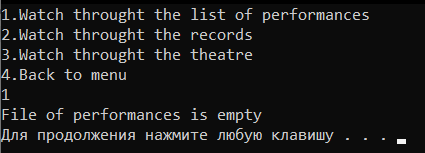 1.Watch throught the list of performances
2.Watch throught the records
3.Watch throught the theatre
4.Back to menu
1
File of performances is empty
Для продолжения нажмите любую клавишу . . .